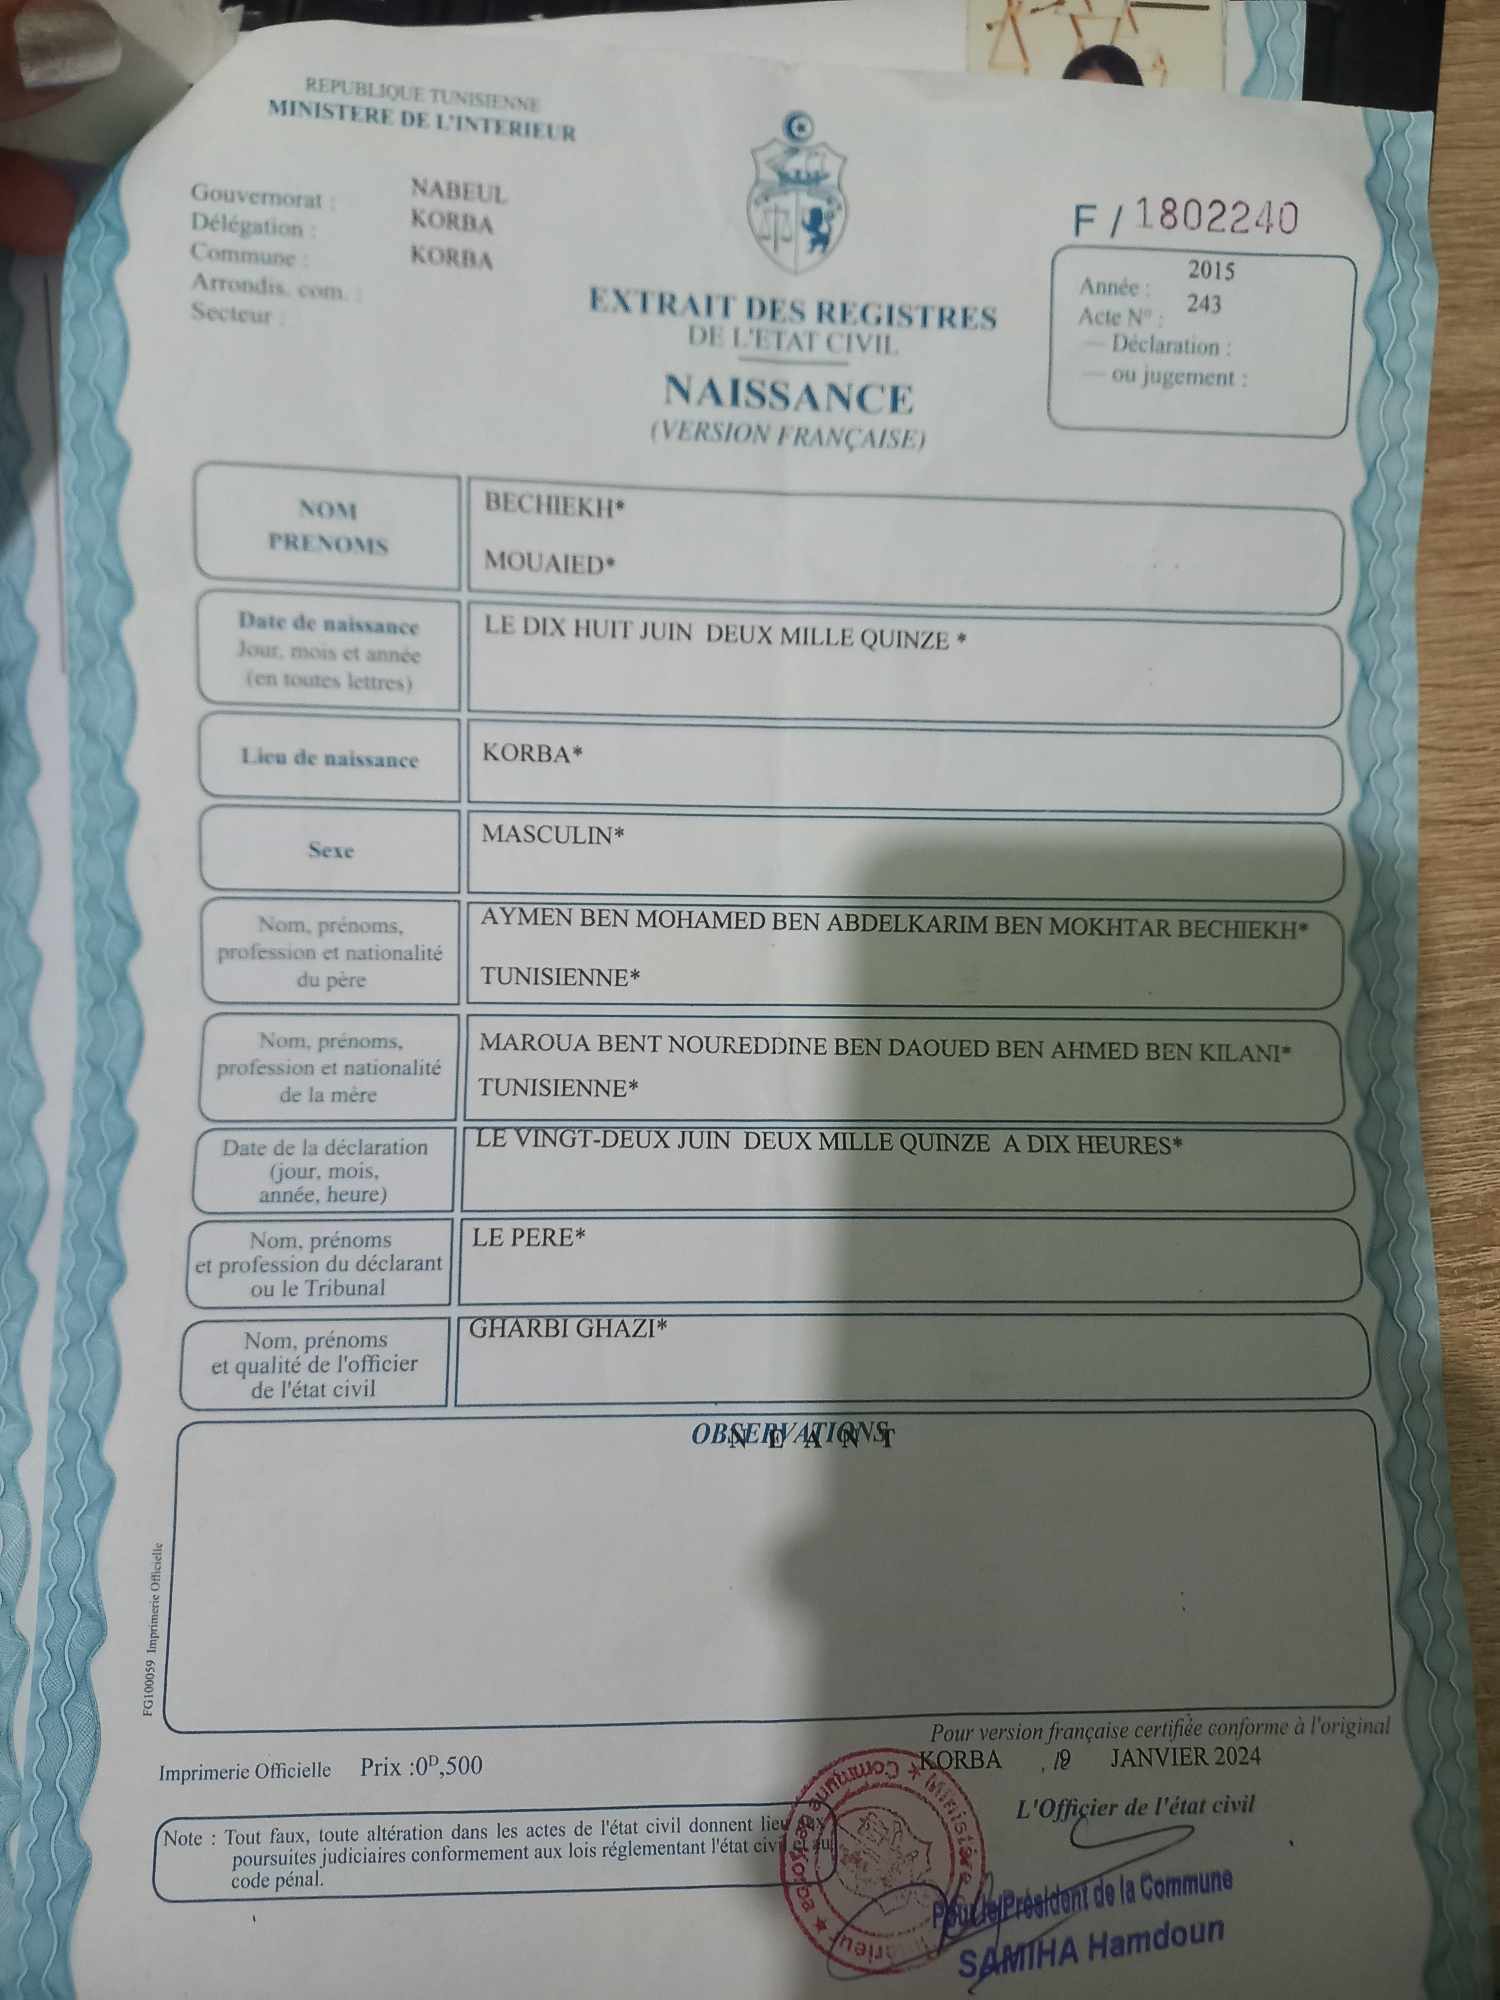 REPUBLIQUE TUNISIENNE
MINISTERE DE L'INTERIEUR
Gouvernorat : NABEUL
Délégation : KORBA
Commune : KORBA
Arrondis. com. :
Secteur :
F / 1802240
Année : 2015
Acte N° : 243
— Déclaration :
— ou jugement :
EXTRAIT DES REGISTRES
DE L'ETAT CIVIL
NAISSANCE
(VERSION FRANÇAISE)
NOM
PRENOMS
BECHIEKH*
MOUAIED*
Date de naissance
Jour, mois et année
(en toutes lettres)
LE DIX HUIT JUIN DEUX MILLE QUINZE *
Lieu de naissance
KORBA*
Sexe
MASCULIN*
Nom, prénoms,
profession et nationalité
du père
AYMEN BEN MOHAMED BEN ABDELKARIM BEN MOKHTAR BECHIEKH*
TUNISIENNE*
Nom, prénoms,
profession et nationalité
de la mère
MAROUA BENT NOUREDDINE BEN DAOUED BEN AHMED BEN KILANI*
TUNISIENNE*
Date de la déclaration
(jour, mois,
année, heure)
LE VINGT-DEUX JUIN DEUX MILLE QUINZE A DIX HEURES*
Nom, prénoms
et profession du déclarant
ou le Tribunal
LE PERE*
Nom, prénoms
et qualité de l'officier
de l'état civil
GHARBI GHAZI*
OBSERVATIONS
N E A N T
FG100059 Imprimerie Officielle
Pour version française certifiée conforme à l'original
Imprimerie Officielle Prix :0ᴰ,500
KORBA , JANVIER 2024
L'Officier de l'état civil
Note : Tout faux, toute altération dans les actes de l'état civil donnent lieu aux
poursuites judiciaires conformement aux lois réglementant l'état civil et au
code pénal.
Commune de Korba * Ministère
Pour le Président de la Commune
SAMIHA Hamdoun